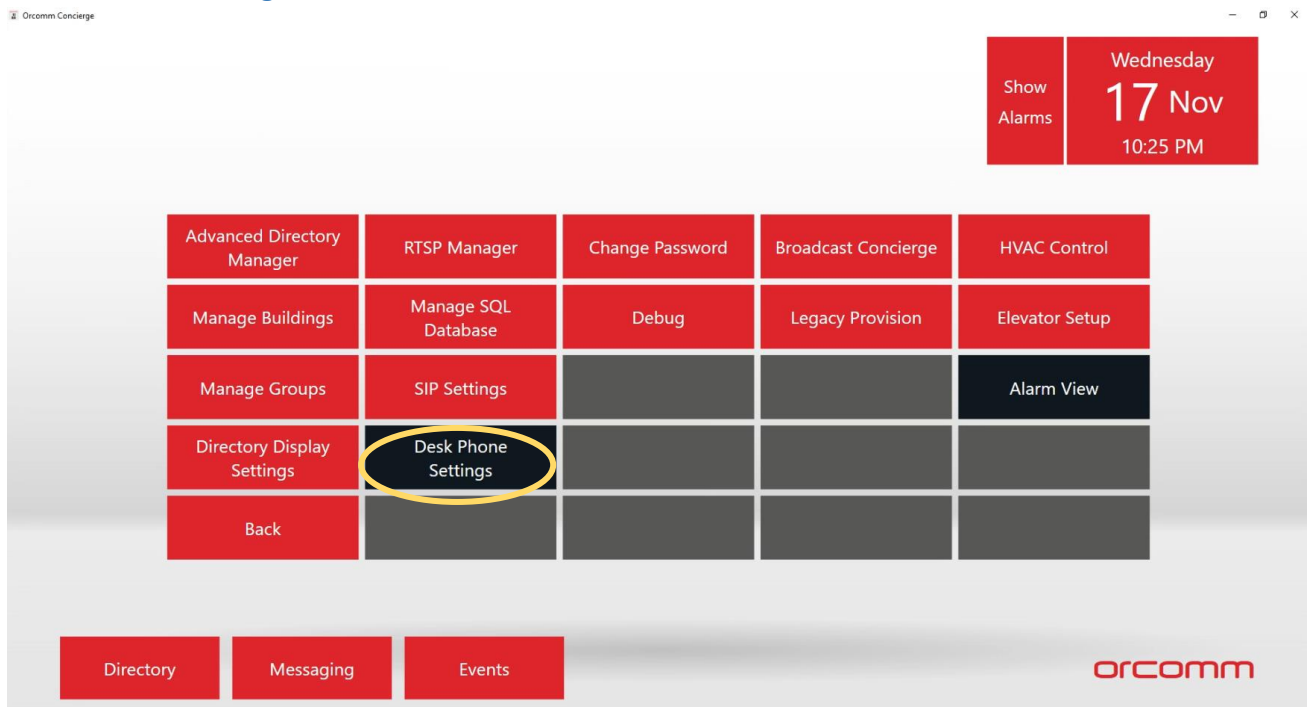 Orcomm Concierge
Show
Alarms
Wednesday
17 Nov
10:25 PM
Advanced Directory
Manager
RTSP Manager
Change Password
Broadcast Concierge
HVAC Control
Manage Buildings
Manage SQL
Database
Debug
Legacy Provision
Elevator Setup
Manage Groups
SIP Settings
Alarm View
Directory Display
Settings
Desk Phone
Settings
Back
Directory
Messaging
Events
orcomm